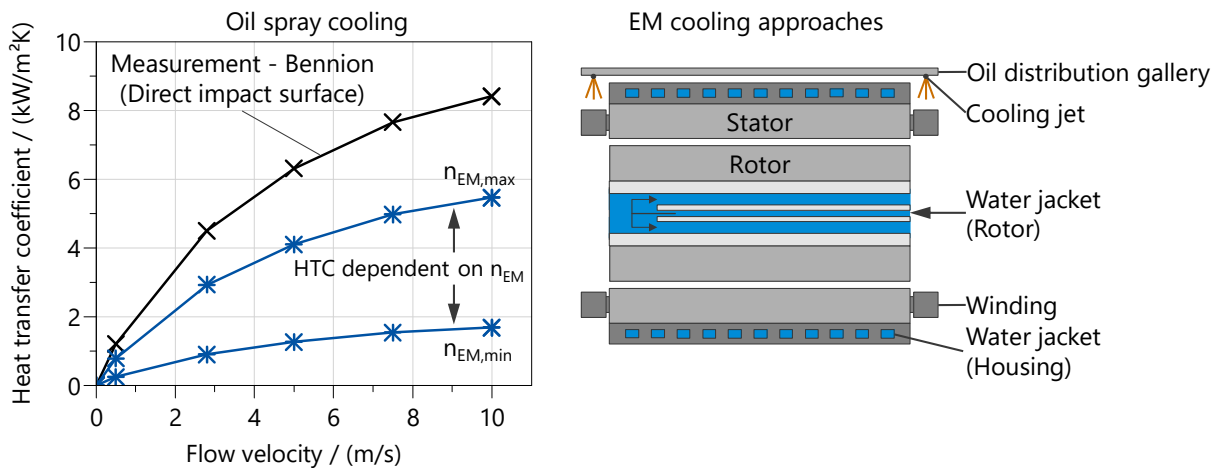 Oil spray cooling
Heat transfer coefficient / (kW/m²K)
10
8
6
4
2
0
Measurement - Bennion
(Direct impact surface)
n_EM,max
HTC dependent on n_EM
n_EM,min
0
2
4
6
8
10
Flow velocity / (m/s)
EM cooling approaches
Oil distribution gallery
Cooling jet
Stator
Rotor
Water jacket
(Rotor)
Winding
Water jacket
(Housing)